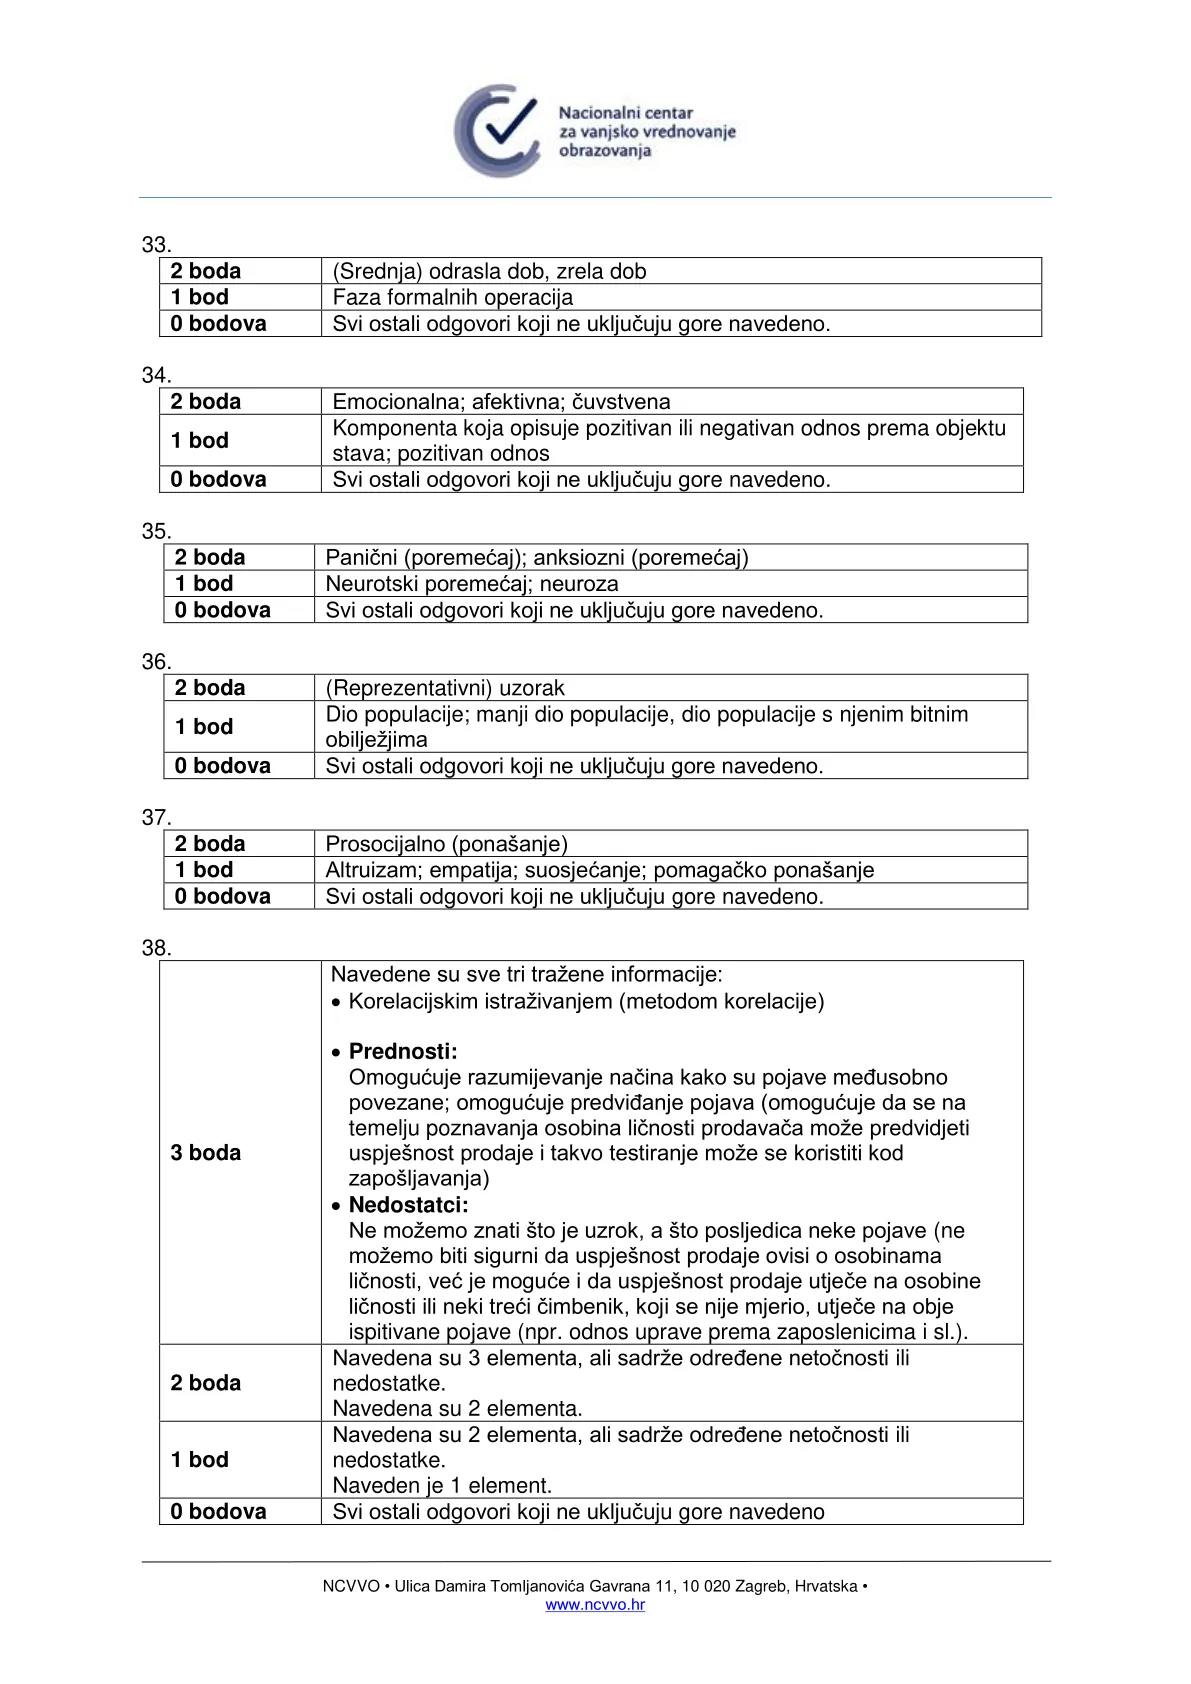 Nacionalni centar
za vanjsko vrednovanje
obrazovanja
33.
2 boda (Srednja) odrasla dob, zrela dob
1 bod Faza formalnih operacija
0 bodova Svi ostali odgovori koji ne uključuju gore navedeno.
34.
2 boda Emocionalna; afektivna; čuvstvena
1 bod Komponenta koja opisuje pozitivan ili negativan odnos prema objektu
stava; pozitivan odnos
0 bodova Svi ostali odgovori koji ne uključuju gore navedeno.
35.
2 boda Panični (poremećaj); anksiozni (poremećaj)
1 bod Neurotski poremećaj; neuroza
0 bodova Svi ostali odgovori koji ne uključuju gore navedeno.
36.
2 boda (Reprezentativni) uzorak
1 bod Dio populacije; manji dio populacije, dio populacije s njenim bitnim
obilježjima
0 bodova Svi ostali odgovori koji ne uključuju gore navedeno.
37.
2 boda Prosocijalno (ponašanje)
1 bod Altruizam; empatija; suosjećanje; pomagačko ponašanje
0 bodova Svi ostali odgovori koji ne uključuju gore navedeno.
38.
3 boda
Navedene su sve tri tražene informacije:
• Korelacijskim istraživanjem (metodom korelacije)
• Prednosti:
Omogućuje razumijevanje načina kako su pojave međusobno
povezane; omogućuje predviđanje pojava (omogućuje da se na
temelju poznavanja osobina ličnosti prodavača može predvidjeti
uspješnost prodaje i takvo testiranje može se koristiti kod
zapošljavanja)
• Nedostatci:
Ne možemo znati što je uzrok, a što posljedica neke pojave (ne
možemo biti sigurni da uspješnost prodaje ovisi o osobinama
ličnosti, već je moguće i da uspješnost prodaje utječe na osobine
ličnosti ili neki treći čimbenik, koji se nije mjerio, utječe na obje
ispitivane pojave (npr. odnos uprave prema zaposlenicima i sl.).
2 boda
Navedena su 3 elementa, ali sadrže određene netočnosti ili
nedostatke.
Navedena su 2 elementa.
1 bod
Navedena su 2 elementa, ali sadrže određene netočnosti ili
nedostatke.
Naveden je 1 element.
0 bodova Svi ostali odgovori koji ne uključuju gore navedeno
NCVVO • Ulica Damira Tomljanovića Gavrana 11, 10 020 Zagreb, Hrvatska •
www.ncvvo.hr